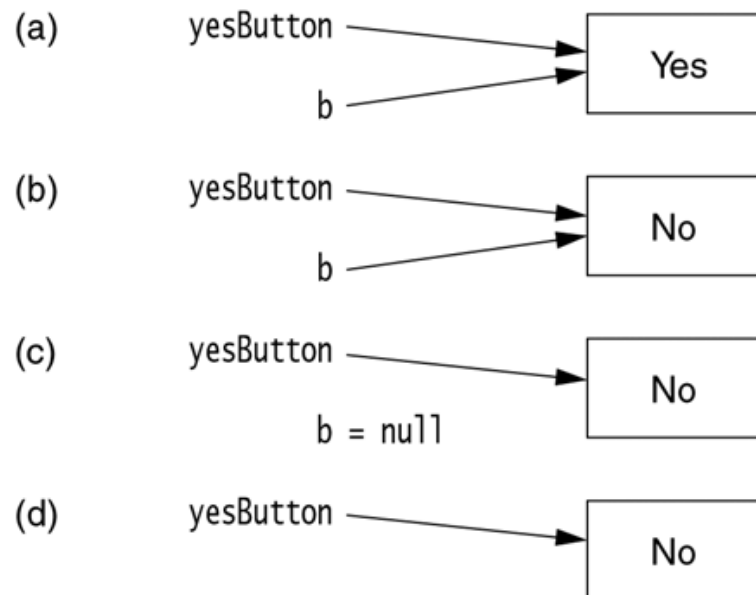 (a) yesButton Yes
b
(b) yesButton No
b
(c) yesButton No
b = null
(d) yesButton No